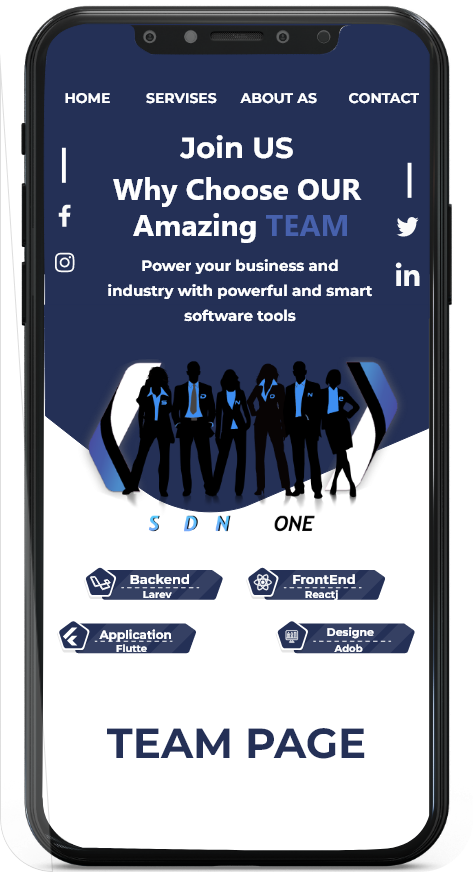 HOME SERVISES ABOUT AS CONTACT
Join US
Why Choose OUR
Amazing TEAM
Power your business and
industry with powerful and smart
software tools
S D N O N e
S D N ONE
Backend FrontEnd
Larev Reactj
Application Designe
Flutte Adob
TEAM PAGE